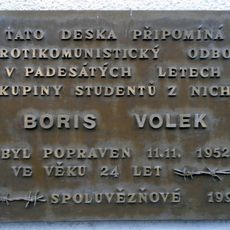 TATO DESKA PŘIPOMÍNÁ
PROTIKOMUNISTICKÝ ODBO
V PADESÁTÝCH LETECH
SKUPINY STUDENTŮ Z NICH
BORIS VOLEK
BYL POPRAVEN 11.11. 1952
VE VĚKU 24 LET
SPOLUVĚZŇOVÉ 199